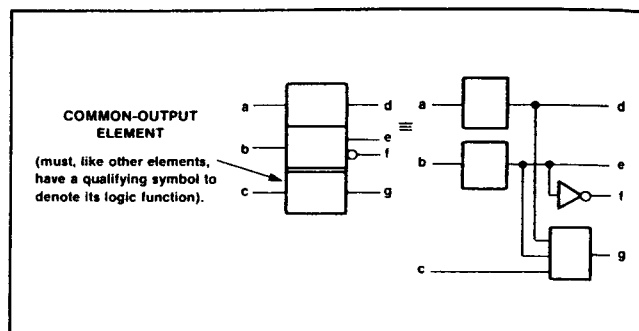 COMMON-OUTPUT
ELEMENT
(must, like other elements,
have a qualifying symbol to
denote its logic function).
a
b
c
d
e
f
g
≡
a
b
c
d
e
f
g